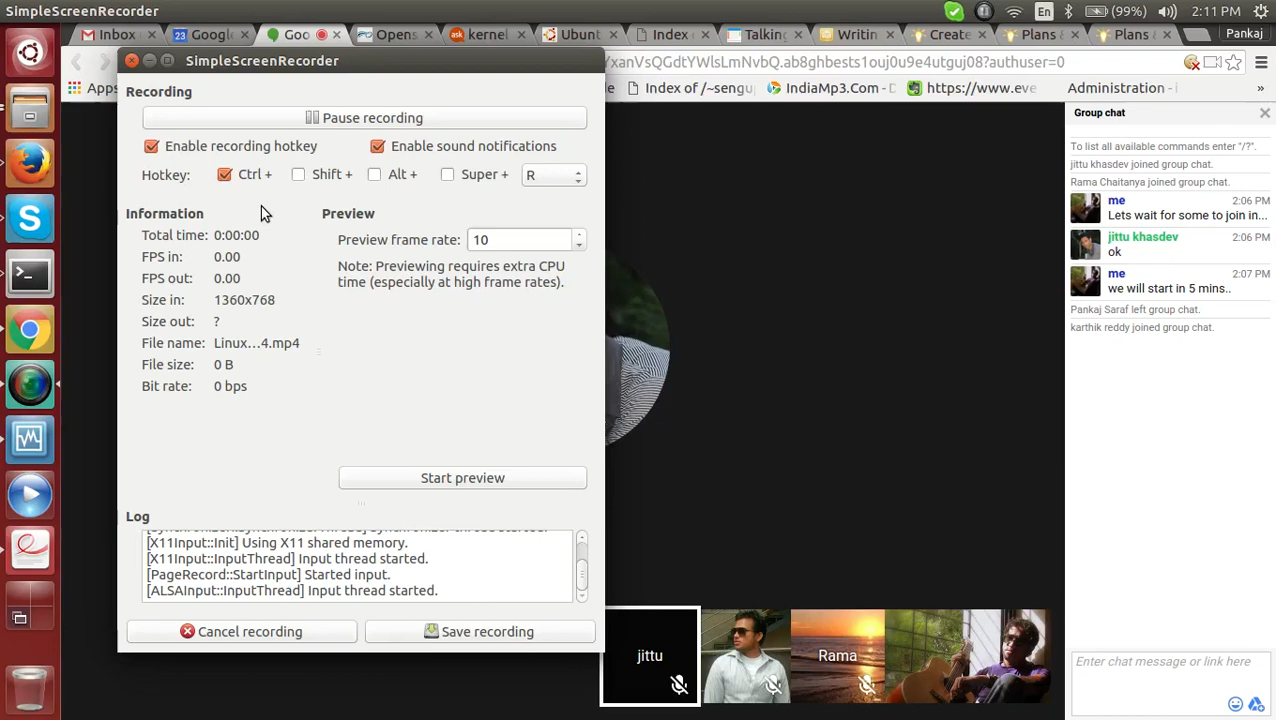 SimpleScreenRecorder
En
(99%)
2:11 PM
Inbox
Google
Goo
Opens
kernel
Ubunt
Index o
Talking
Writin
Create
Plans &
Plans &
Pankaj
SimpleScreenRecorder
YxanVsQGdtYWlsLmNvbQ.ab8ghbests1ouj0u9e4utguj08?authuser=0
Apps
Index of /~sengu
IndiaMp3.Com - D
https://www.eve
Administration - i
»
Recording
Pause recording
Enable recording hotkey
Enable sound notifications
Hotkey:
Ctrl +
Shift +
Alt +
Super +
R
Information
Total time: 0:00:00
FPS in: 0.00
FPS out: 0.00
Size in: 1360x768
Size out: ?
File name: Linux...4.mp4
File size: 0 B
Bit rate: 0 bps
Preview
Preview frame rate: 10
Note: Previewing requires extra CPU
time (especially at high frame rates).
Start preview
Log
[X11Input::Init] Using X11 shared memory.
[X11Input::InputThread] Input thread started.
[PageRecord::StartInput] Started input.
[ALSAInput::InputThread] Input thread started.
Cancel recording
Save recording
jittu
Rama
Group chat
To list all available commands enter "/?".
jittu khasdev joined group chat.
Rama Chaitanya joined group chat.
me 2:06 PM
Lets wait for some to join in...
jittu khasdev 2:06 PM
ok
me 2:07 PM
we will start in 5 mins..
Pankaj Saraf left group chat.
karthik reddy joined group chat.
Enter chat message or link here